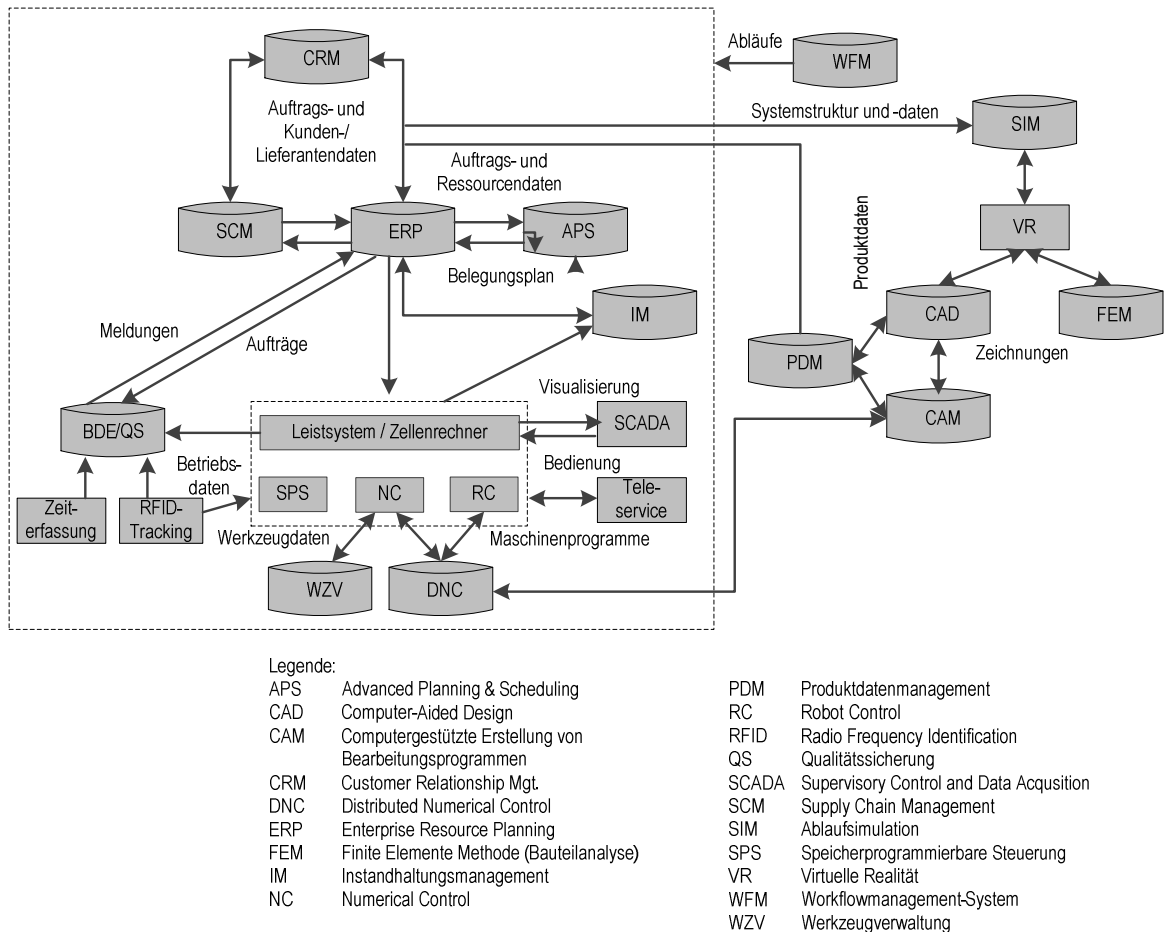 CRM
Abläufe
WFM
Auftrags- und
Kunden-/
Lieferantendaten
Systemstruktur und -daten
SIM
Auftrags- und
Ressourcendaten
SCM
ERP
APS
VR
Belegungsplan
Produktdaten
IM
CAD
FEM
Meldungen
Aufträge
Zeichnungen
PDM
Visualisierung
BDE/QS
Leistsystem / Zellenrechner
SCADA
CAM
Betriebs-
daten
Bedienung
SPS
NC
RC
Tele-
service
Zeit-
erfassung
RFID-
Tracking
Werkzeugdaten
Maschinenprogramme
WZV
DNC
Legende:
APS Advanced Planning & Scheduling
CAD Computer-Aided Design
CAM Computergestützte Erstellung von
Bearbeitungsprogrammen
CRM Customer Relationship Mgt.
DNC Distributed Numerical Control
ERP Enterprise Resource Planning
FEM Finite Elemente Methode (Bauteilanalyse)
IM Instandhaltungsmanagement
NC Numerical Control
PDM Produktdatenmanagement
RC Robot Control
RFID Radio Frequency Identification
QS Qualitätssicherung
SCADA Supervisory Control and Data Acqusition
SCM Supply Chain Management
SIM Ablaufsimulation
SPS Speicherprogrammierbare Steuerung
VR Virtuelle Realität
WFM Workflowmanagement-System
WZV Werkzeugverwaltung